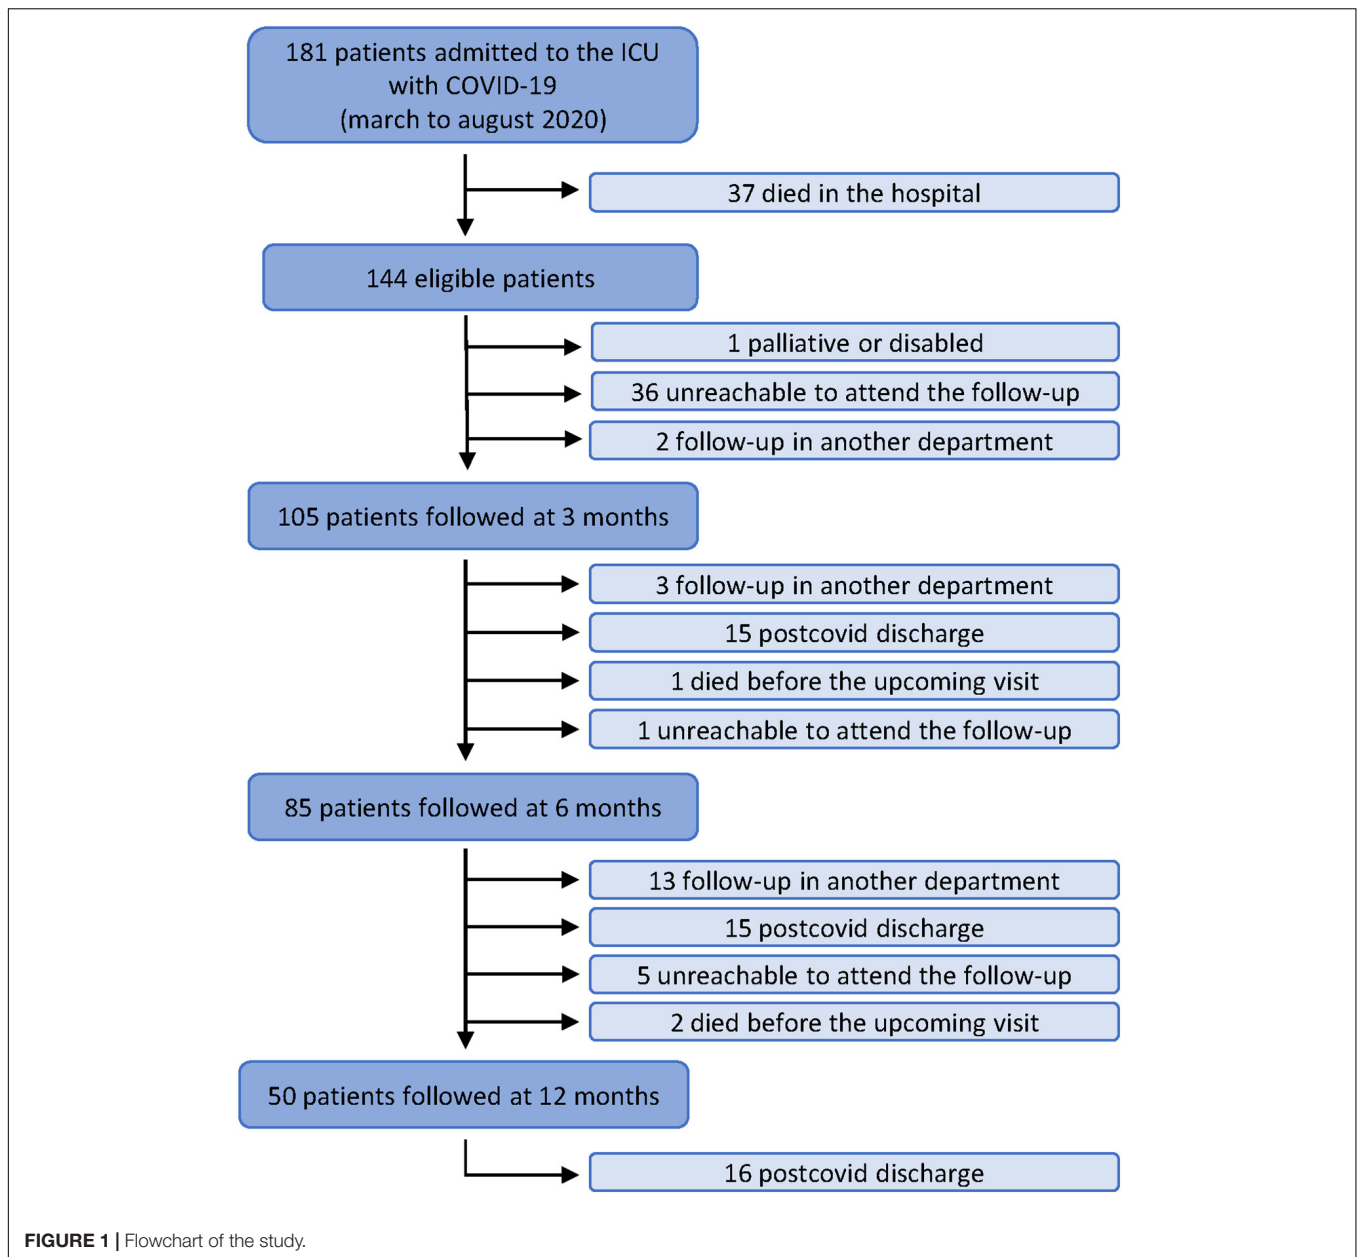 181 patients admitted to the ICU
with COVID-19
(march to august 2020)
37 died in the hospital
144 eligible patients
1 palliative or disabled
36 unreachable to attend the follow-up
2 follow-up in another department
105 patients followed at 3 months
3 follow-up in another department
15 postcovid discharge
1 died before the upcoming visit
1 unreachable to attend the follow-up
85 patients followed at 6 months
13 follow-up in another department
15 postcovid discharge
5 unreachable to attend the follow-up
2 died before the upcoming visit
50 patients followed at 12 months
16 postcovid discharge
FIGURE 1 | Flowchart of the study.